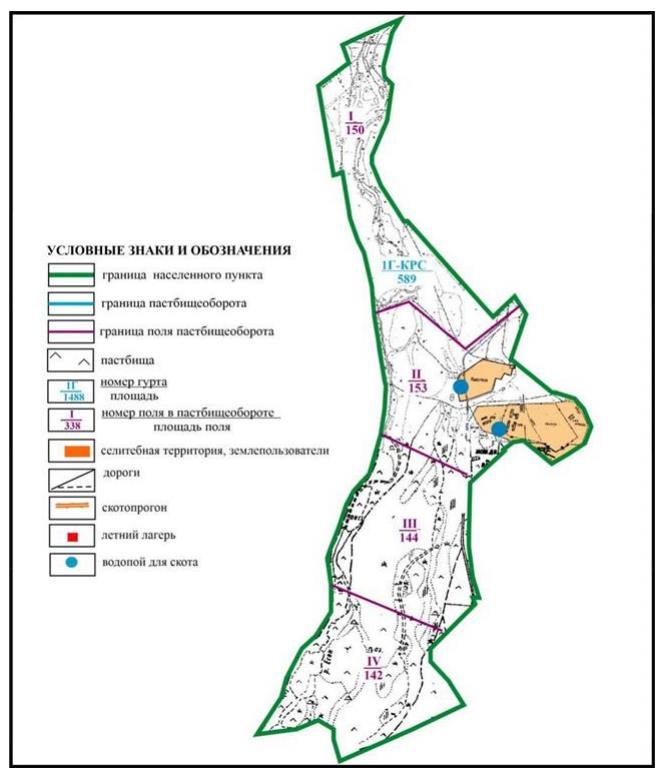 I
150
1Г-КРС
589
II
153
III
144
IV
142
УСЛОВНЫЕ ЗНАКИ И ОБОЗНАЧЕНИЯ
граница населенного пункта
граница пастбищеоборота
граница поля пастбищеоборота
пастбища
1Г
1488
номер гурта
площадь
I
338
номер поля в пастбищеобороте
площадь поля
селитебная территория, землепользователи
дороги
скотопрогон
летний лагерь
водопой для скота